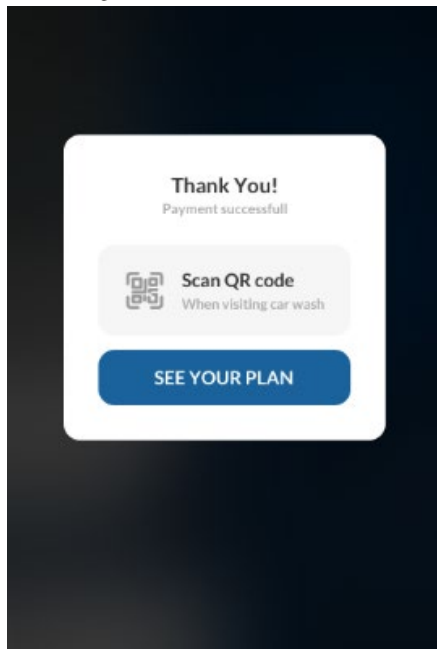 Thank You!
Payment successfull
Scan QR code
When visiting car wash
SEE YOUR PLAN